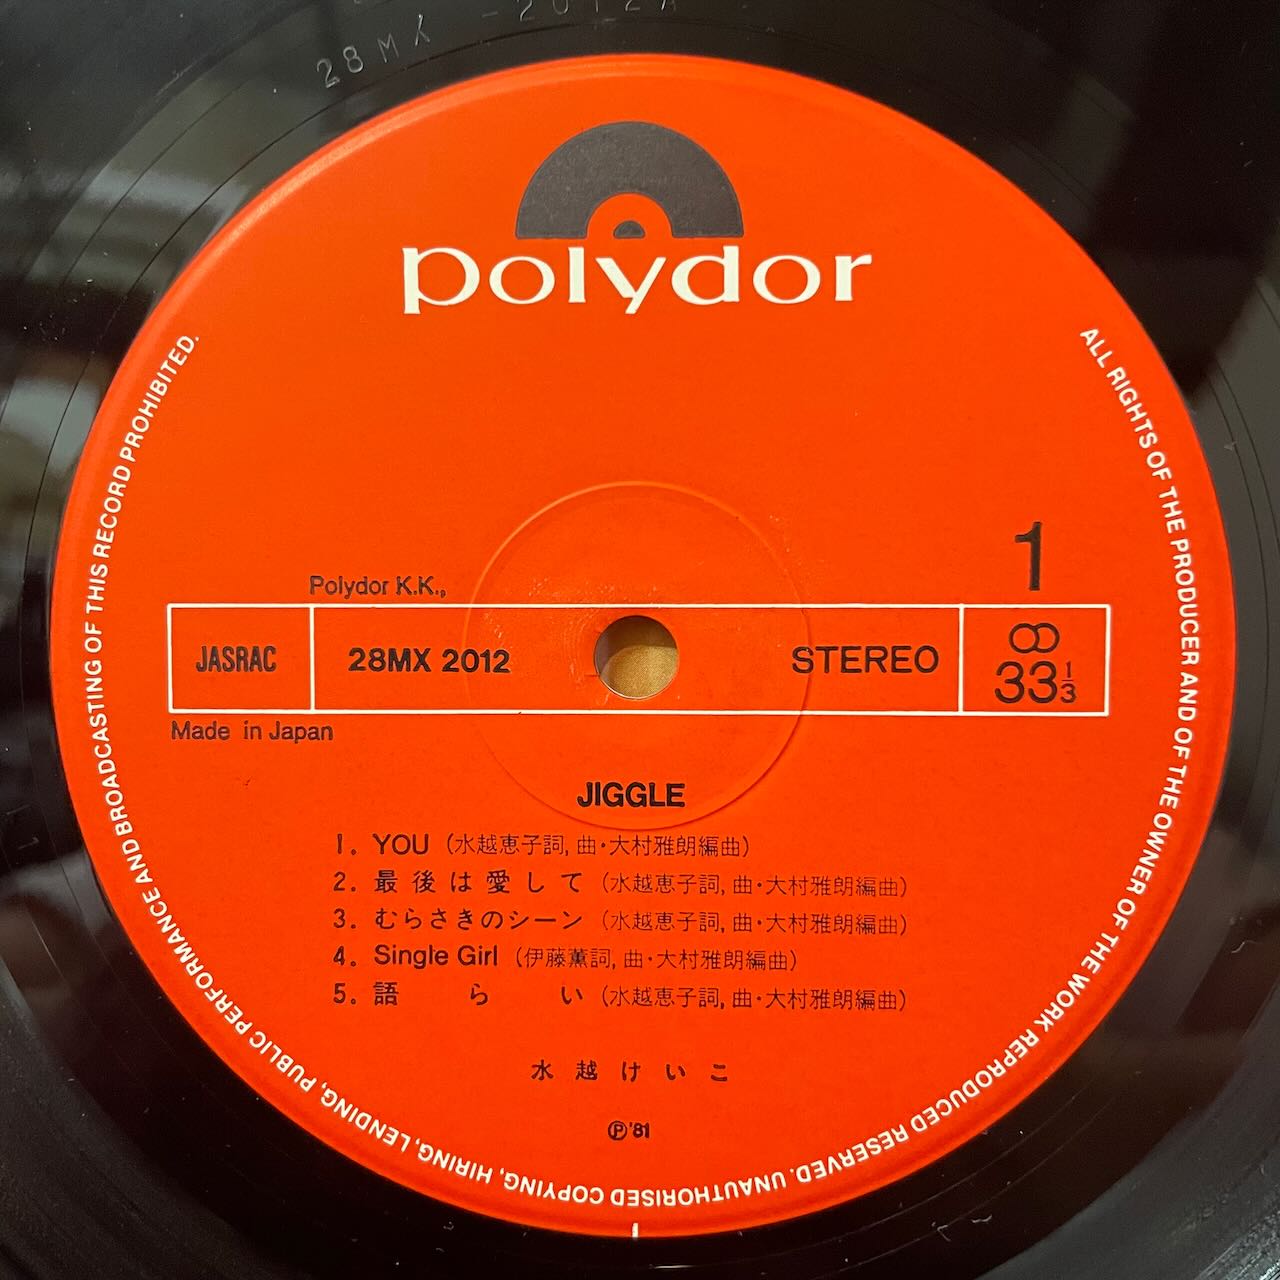 28MX-2012A
polydor
1
Polydor K.K.,
JASRAC
28MX 2012
STEREO
33 1/3
Made in Japan
JIGGLE
1. YOU (水越恵子詞, 曲・大村雅朗編曲)
2. 最後は愛して (水越恵子詞, 曲・大村雅朗編曲)
3. むらさきのシーン (水越恵子詞, 曲・大村雅朗編曲)
4. Single Girl (伊藤薫詞, 曲・大村雅朗編曲)
5. 語らい (水越恵子詞, 曲・大村雅朗編曲)
水越けいこ
Ⓟ'81
ALL RIGHTS OF THE PRODUCER AND OF THE OWNER OF THE WORK REPRODUCED RESERVED. UNAUTHORISED COPYING, HIRING, LENDING, PUBLIC PERFORMANCE AND BROADCASTING OF THIS RECORD PROHIBITED.